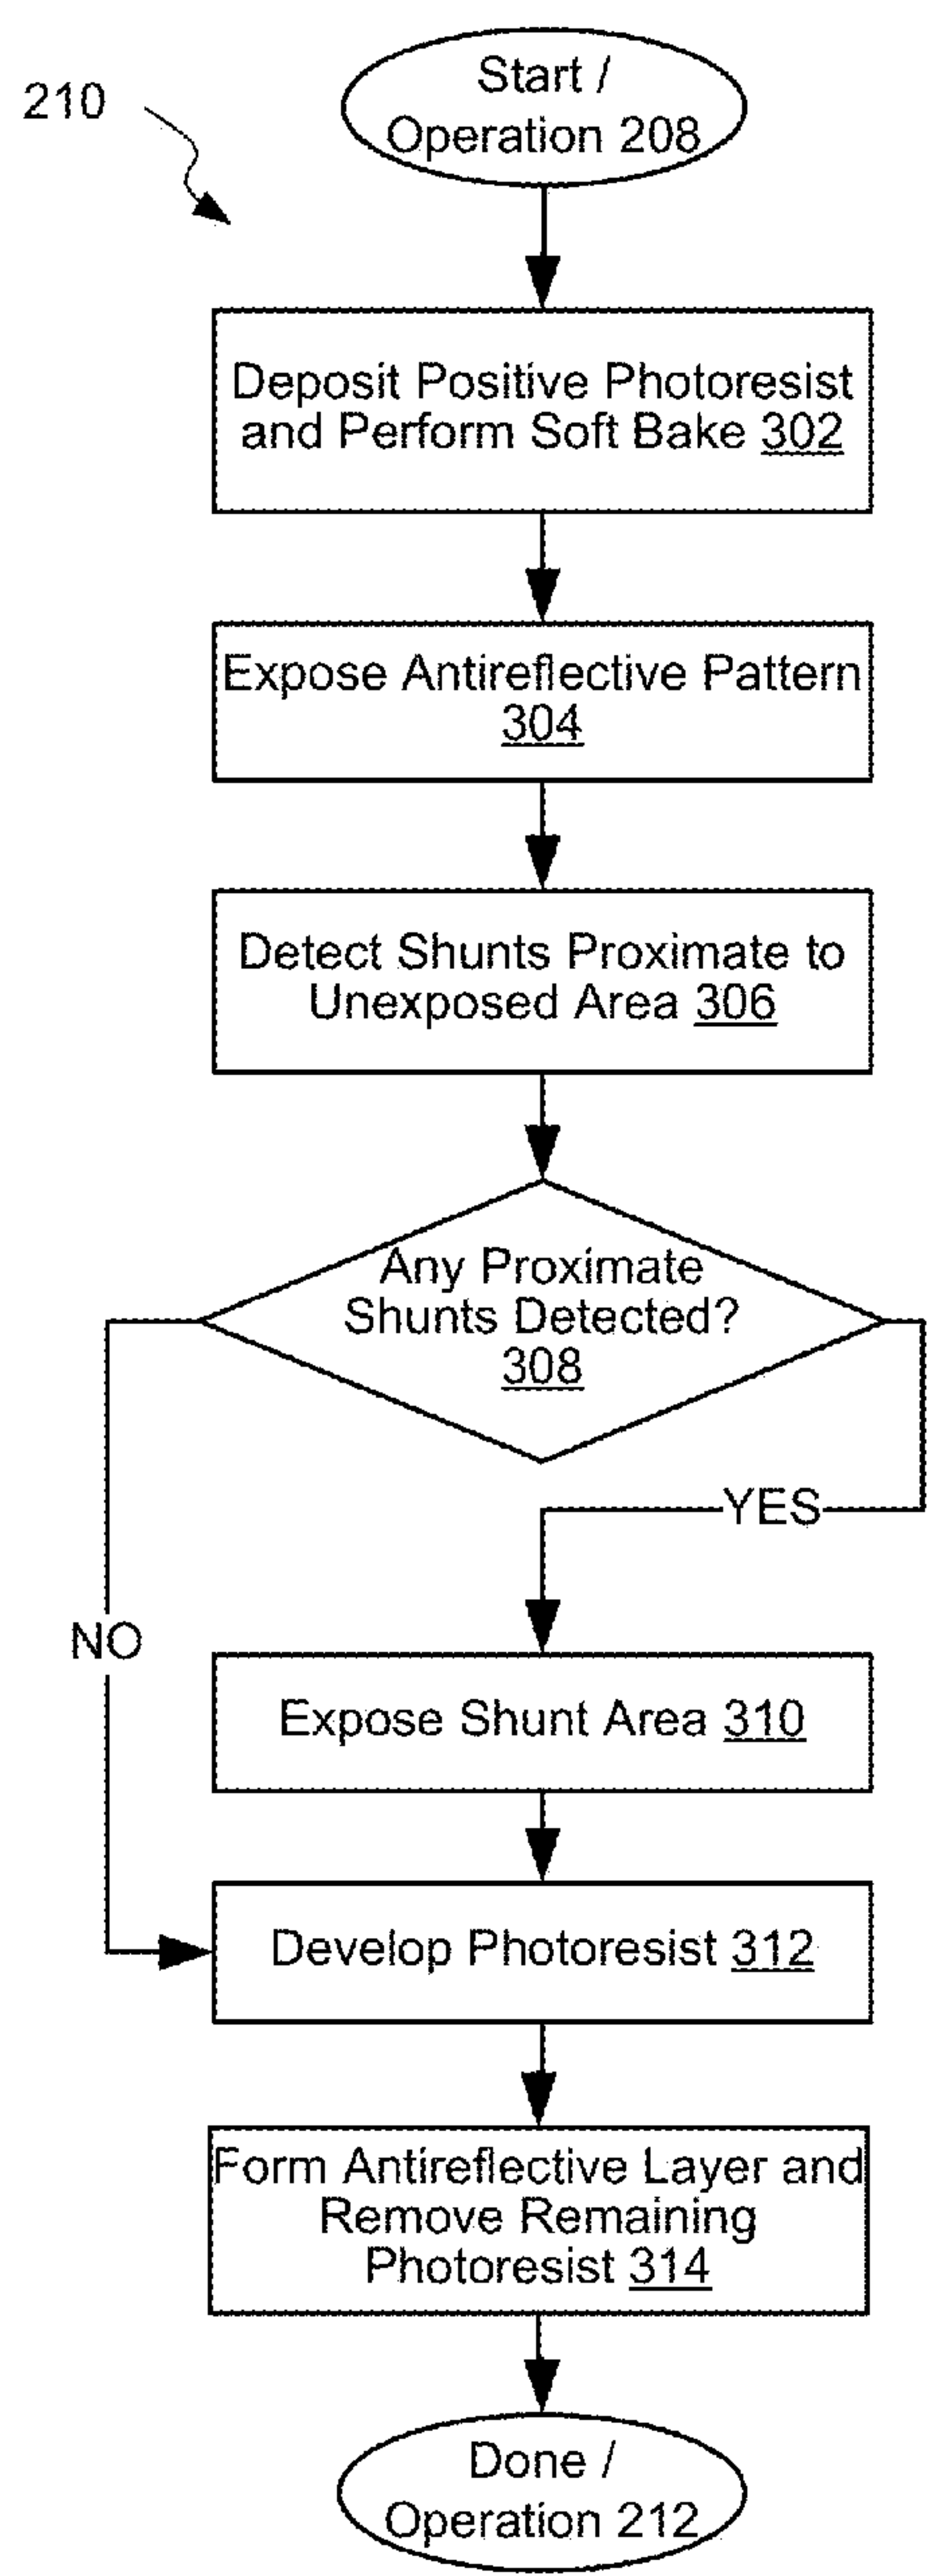 210
Start /
Operation 208
Deposit Positive Photoresist
and Perform Soft Bake 302
Expose Antireflective Pattern
304
Detect Shunts Proximate to
Unexposed Area 306
Any Proximate
Shunts Detected?
308
YES
NO
Expose Shunt Area 310
Develop Photoresist 312
Form Antireflective Layer and
Remove Remaining
Photoresist 314
Done /
Operation 212